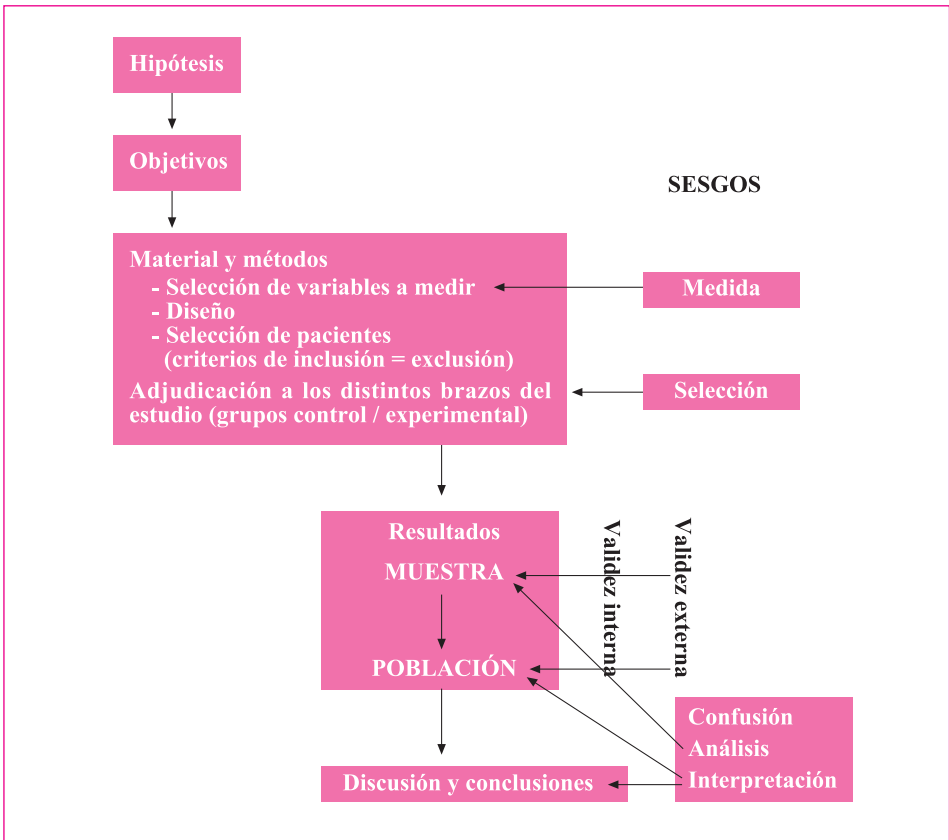 Hipótesis
Objetivos
SESGOS
Material y métodos
- Selección de variables a medir
- Diseño
- Selección de pacientes
(criterios de inclusión = exclusión)
Adjudicación a los distintos brazos del
estudio (grupos control / experimental)
Medida
Selección
Resultados
MUESTRA
POBLACIÓN
Validez interna
Validez externa
Confusión
Análisis
Interpretación
Discusión y conclusiones